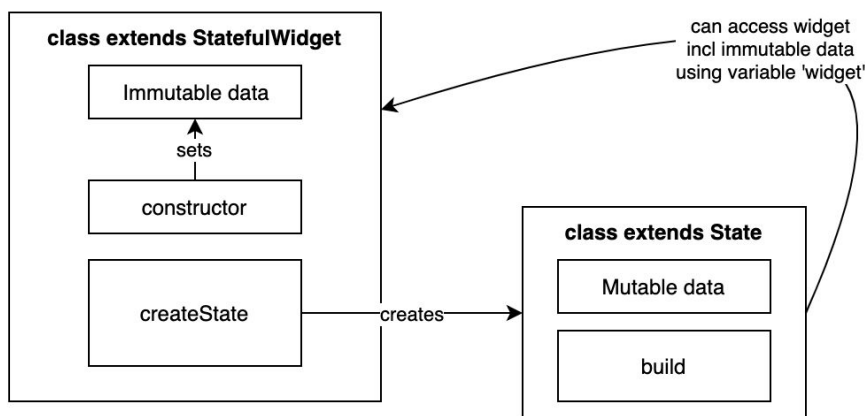 class extends StatefulWidget
Immutable data
sets
constructor
createState
creates
can access widget
incl immutable data
using variable 'widget'
class extends State
Mutable data
build